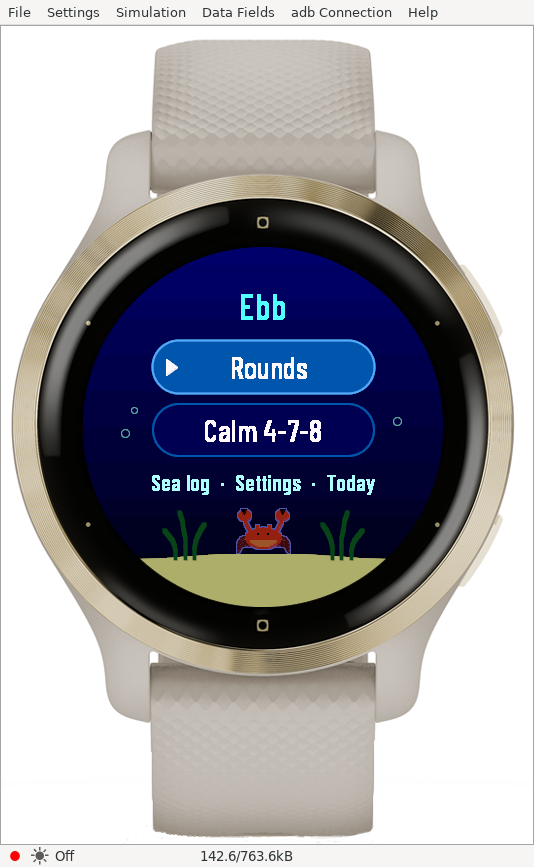 File Settings Simulation Data Fields adb Connection Help
Ebb
Rounds
Calm 4-7-8
Sea log · Settings · Today
Off 142.6/763.6kB